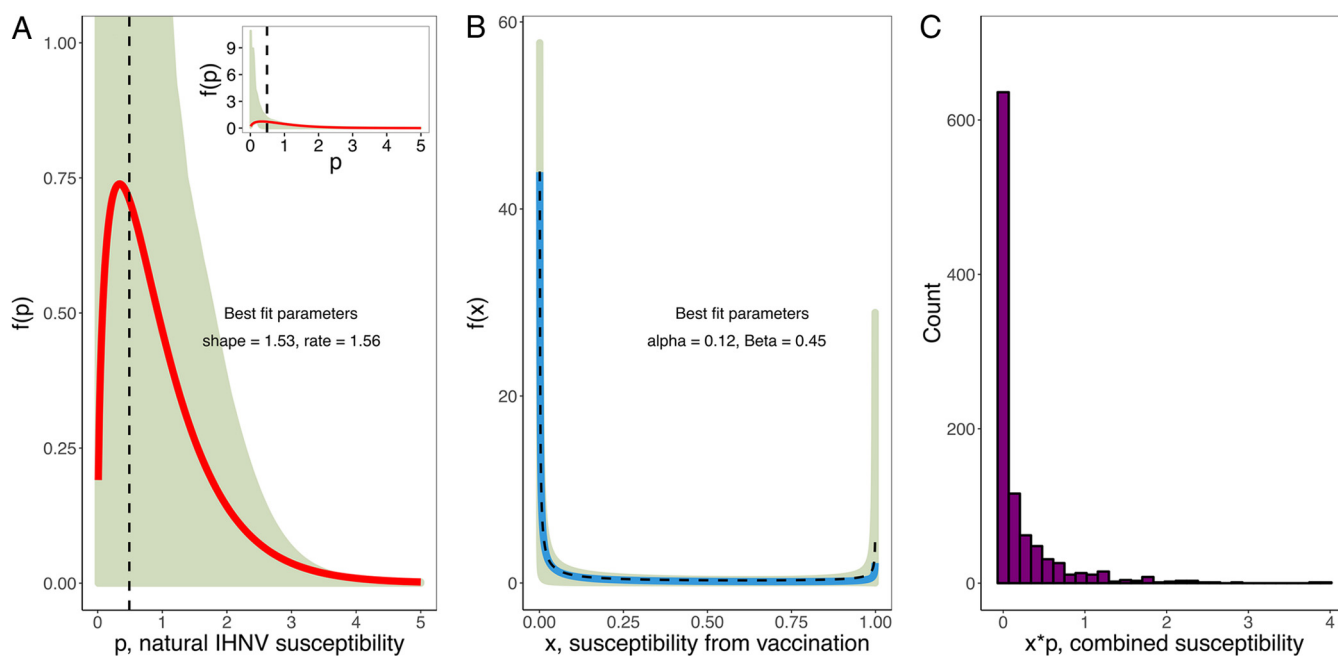 A
1.00
0.75
0.50
0.25
0.00
f(p)
0
1
2
3
4
5
p, natural IHNV susceptibility
Best fit parameters
shape = 1.53, rate = 1.56
9
6
3
0
f(p)
0
1
2
3
4
5
p
B
60
40
20
0
f(x)
Best fit parameters
alpha = 0.12, Beta = 0.45
0.00
0.25
0.50
0.75
1.00
x, susceptibility from vaccination
C
600
400
200
0
Count
0
1
2
3
4
x*p, combined susceptibility